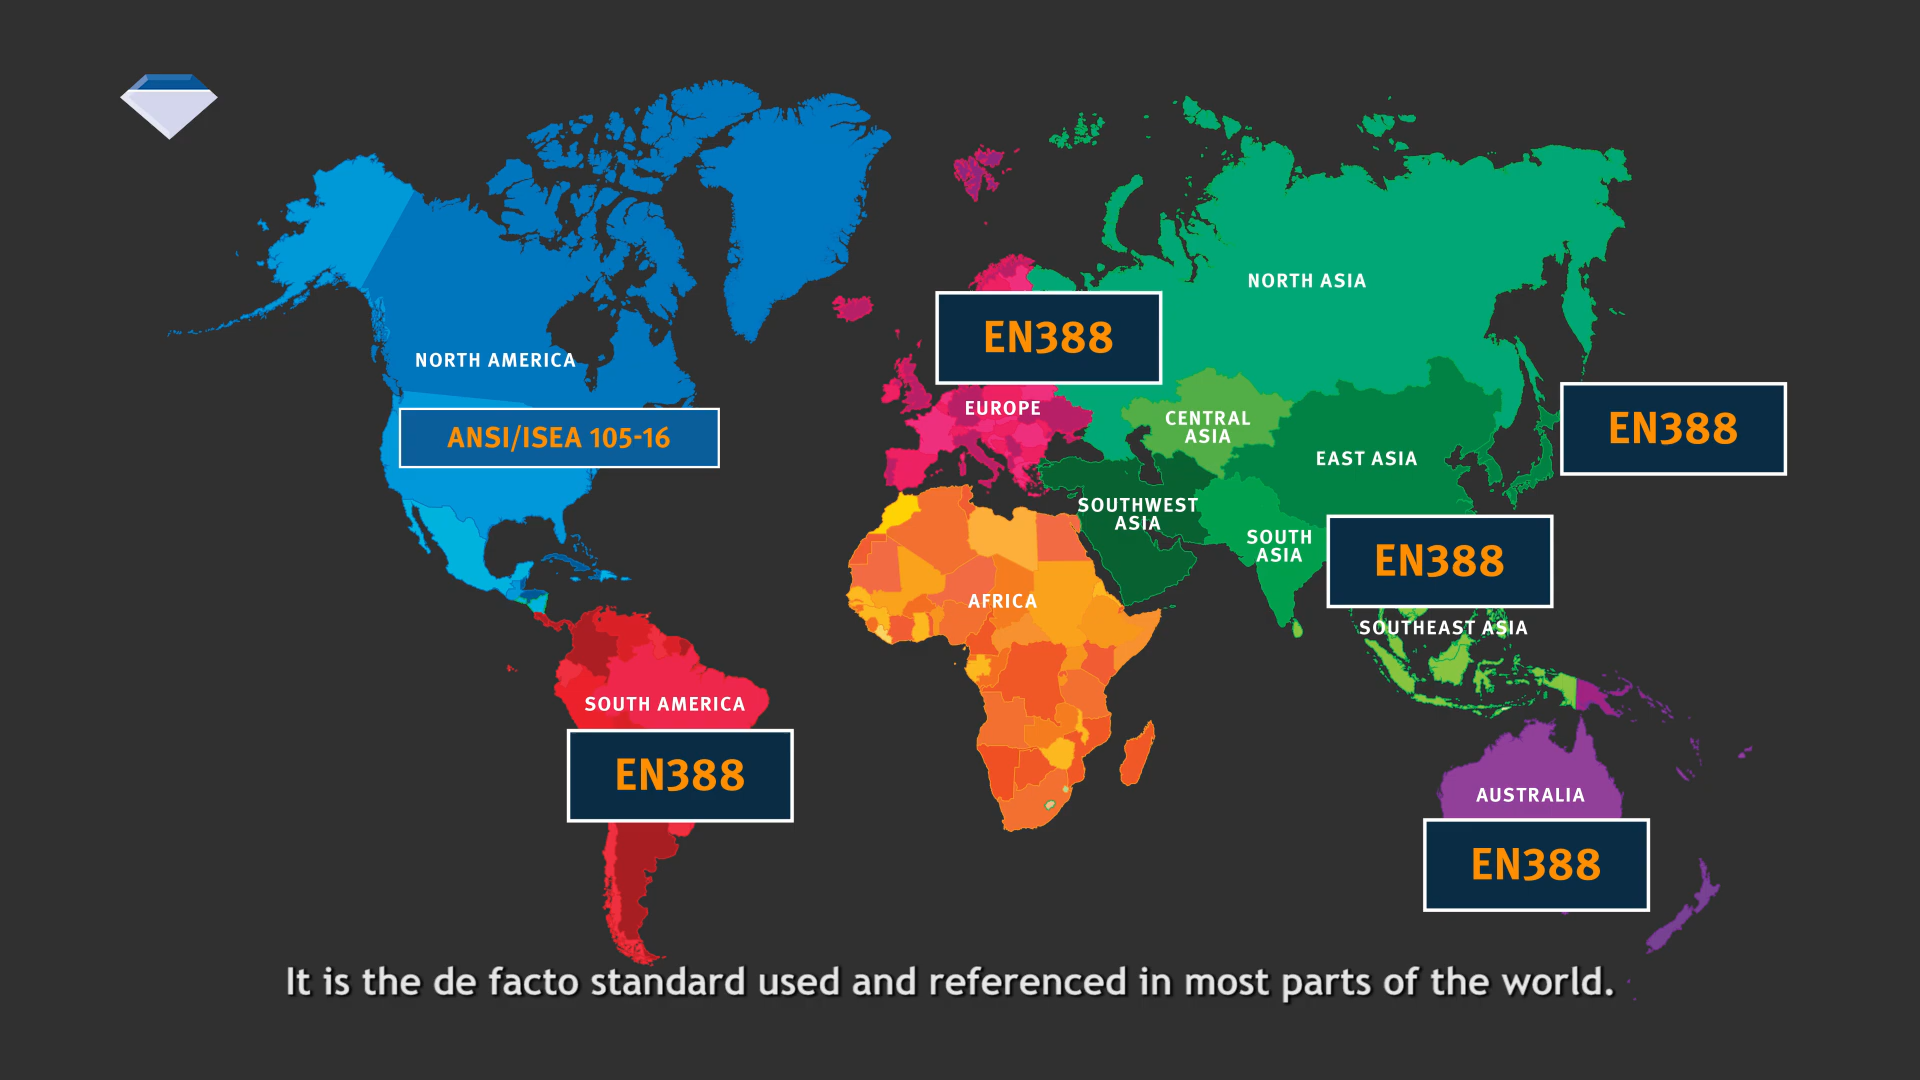 NORTH ASIA
EN388
NORTH AMERICA
EUROPE
CENTRAL
ASIA
EN388
ANSI/ISEA 105-16
EAST ASIA
SOUTHWEST
ASIA
SOUTH
ASIA
EN388
AFRICA
SOUTHEAST ASIA
SOUTH AMERICA
EN388
AUSTRALIA
EN388
It is the de facto standard used and referenced in most parts of the world.